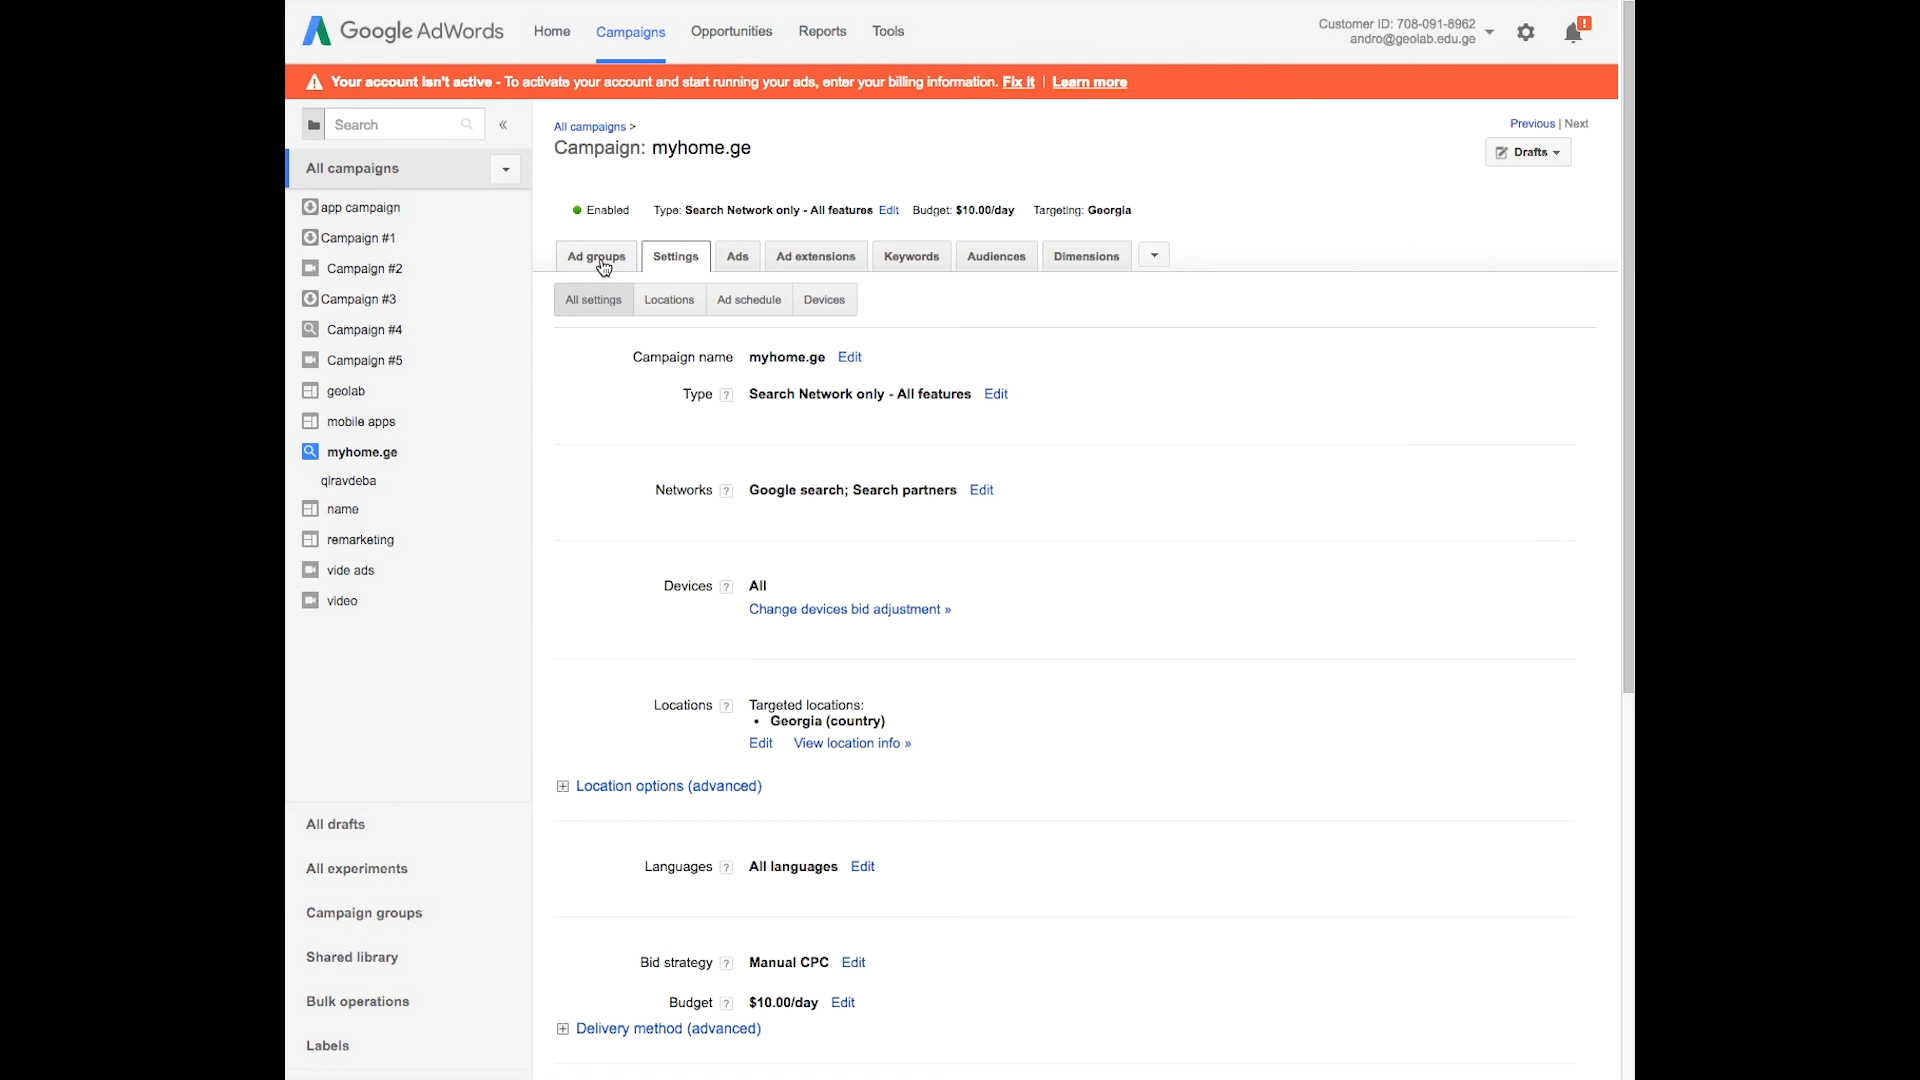 Google AdWords Home Campaigns Opportunities Reports Tools
Customer ID: 708-091-8962
andro@geolab.edu.ge
!
Your account isn't active - To activate your account and start running your ads, enter your billing information. Fix it | Learn more
Search «
All campaigns
app campaign
Campaign #1
Campaign #2
Campaign #3
Campaign #4
Campaign #5
geolab
mobile apps
myhome.ge
qiravdeba
name
remarketing
vide ads
video
All drafts
All experiments
Campaign groups
Shared library
Bulk operations
Labels
All campaigns >
Campaign: myhome.ge
Previous | Next
Drafts
Enabled Type: Search Network only - All features Edit Budget: $10.00/day Targeting: Georgia
Ad groups Settings Ads Ad extensions Keywords Audiences Dimensions
All settings Locations Ad schedule Devices
Campaign name myhome.ge Edit
Type ? Search Network only - All features Edit
Networks ? Google search; Search partners Edit
Devices ? All
Change devices bid adjustment »
Locations ? Targeted locations:
• Georgia (country)
Edit View location info »
Location options (advanced)
Languages ? All languages Edit
Bid strategy ? Manual CPC Edit
Budget ? $10.00/day Edit
Delivery method (advanced)